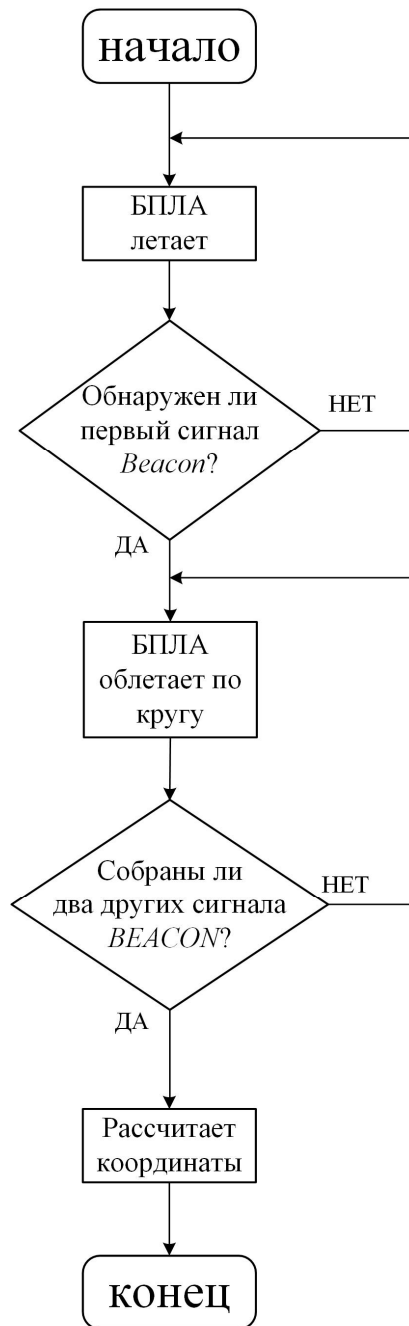 начало
БПЛА
летает
Обнаружен ли
первый сигнал
Beacon?
НЕТ
ДА
БПЛА
облетает по
кругу
Собраны ли
два других сигнала
BEACON?
НЕТ
ДА
Рассчитает
координаты
конец